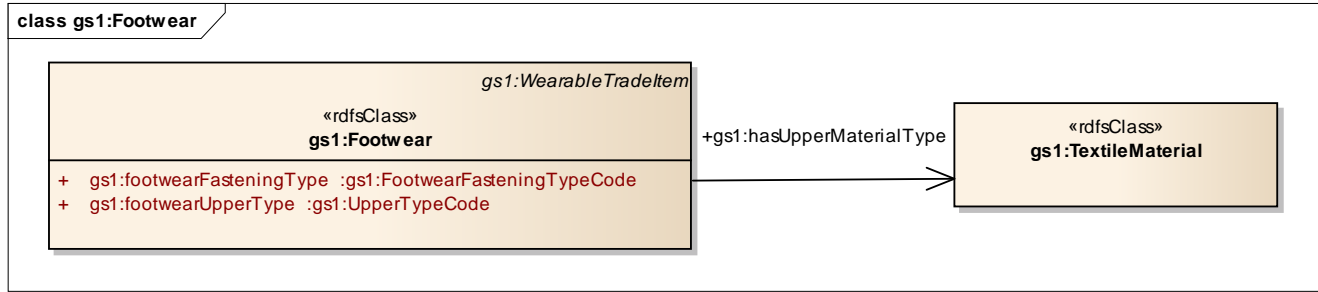 class gs1:Footwear
gs1:WearableTradeItem
«rdfsClass»
gs1:Footwear
+ gs1:footwearFasteningType :gs1:FootwearFasteningTypeCode
+ gs1:footwearUpperType :gs1:UpperTypeCode
+gs1:hasUpperMaterialType
«rdfsClass»
gs1:TextileMaterial